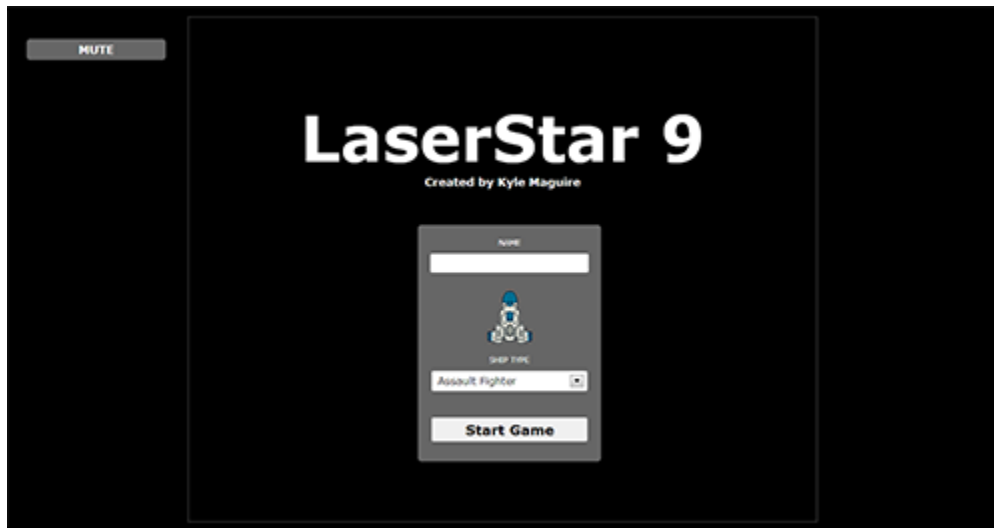 MUTE
LaserStar 9
Created by Kyle Maguire
NAME
SHIP TYPE
Assault Fighter
Start Game